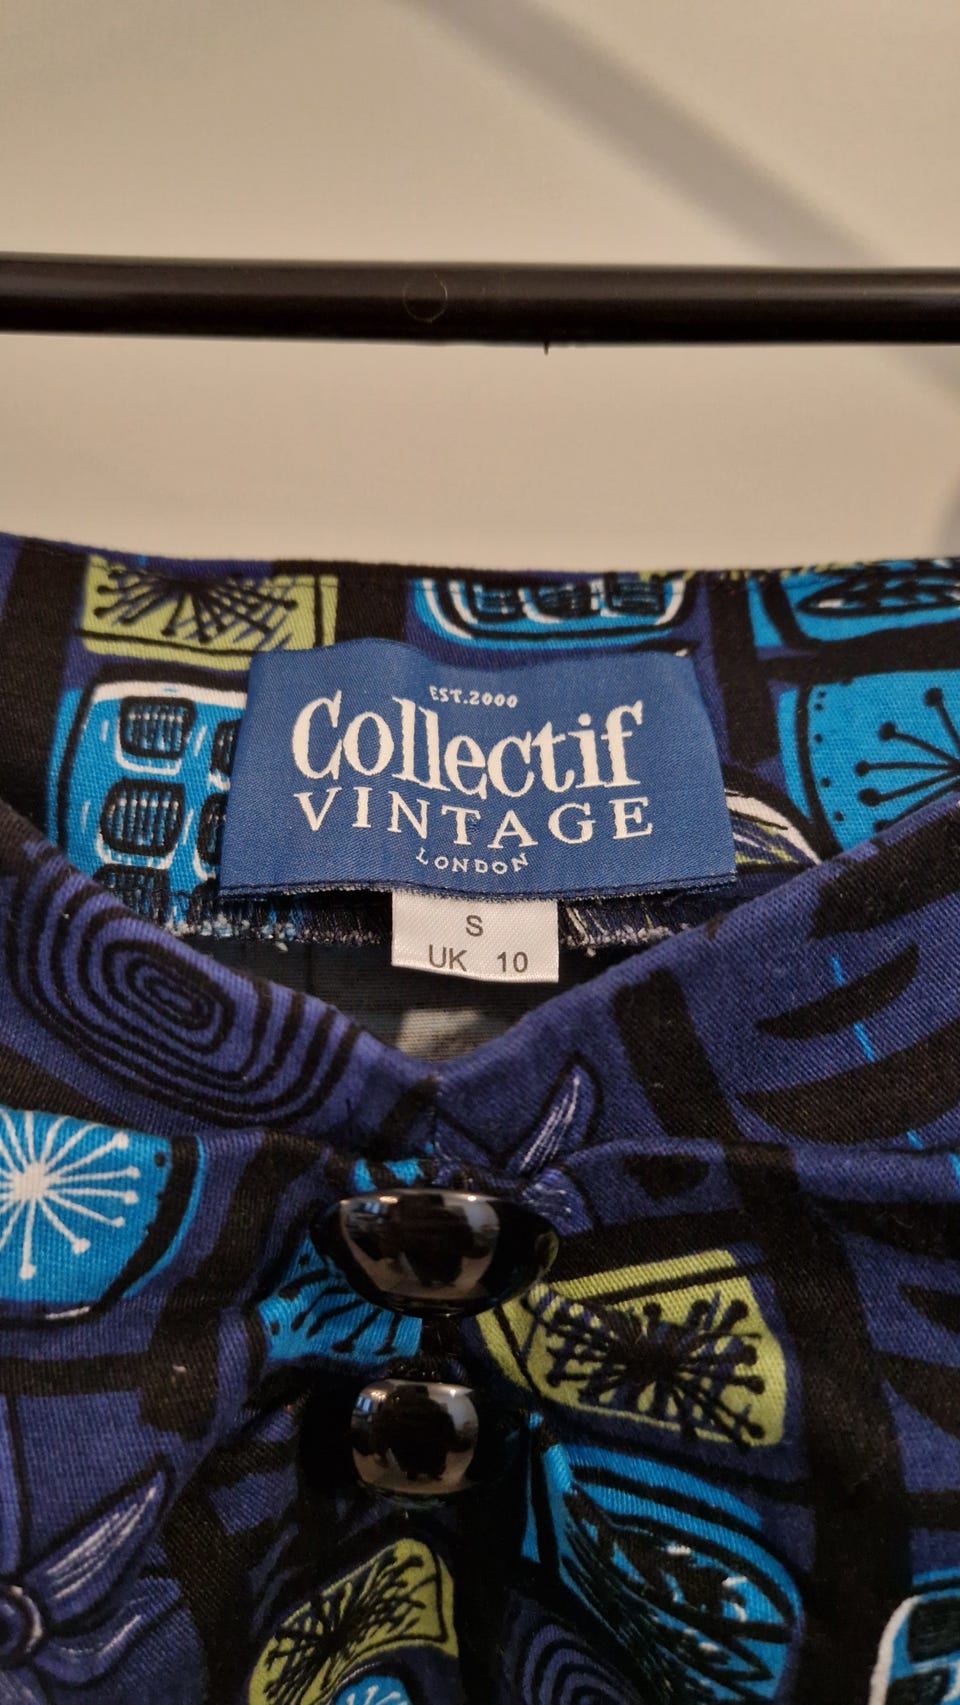 EST.2000
Collectif
VINTAGE
LONDON
S
UK 10